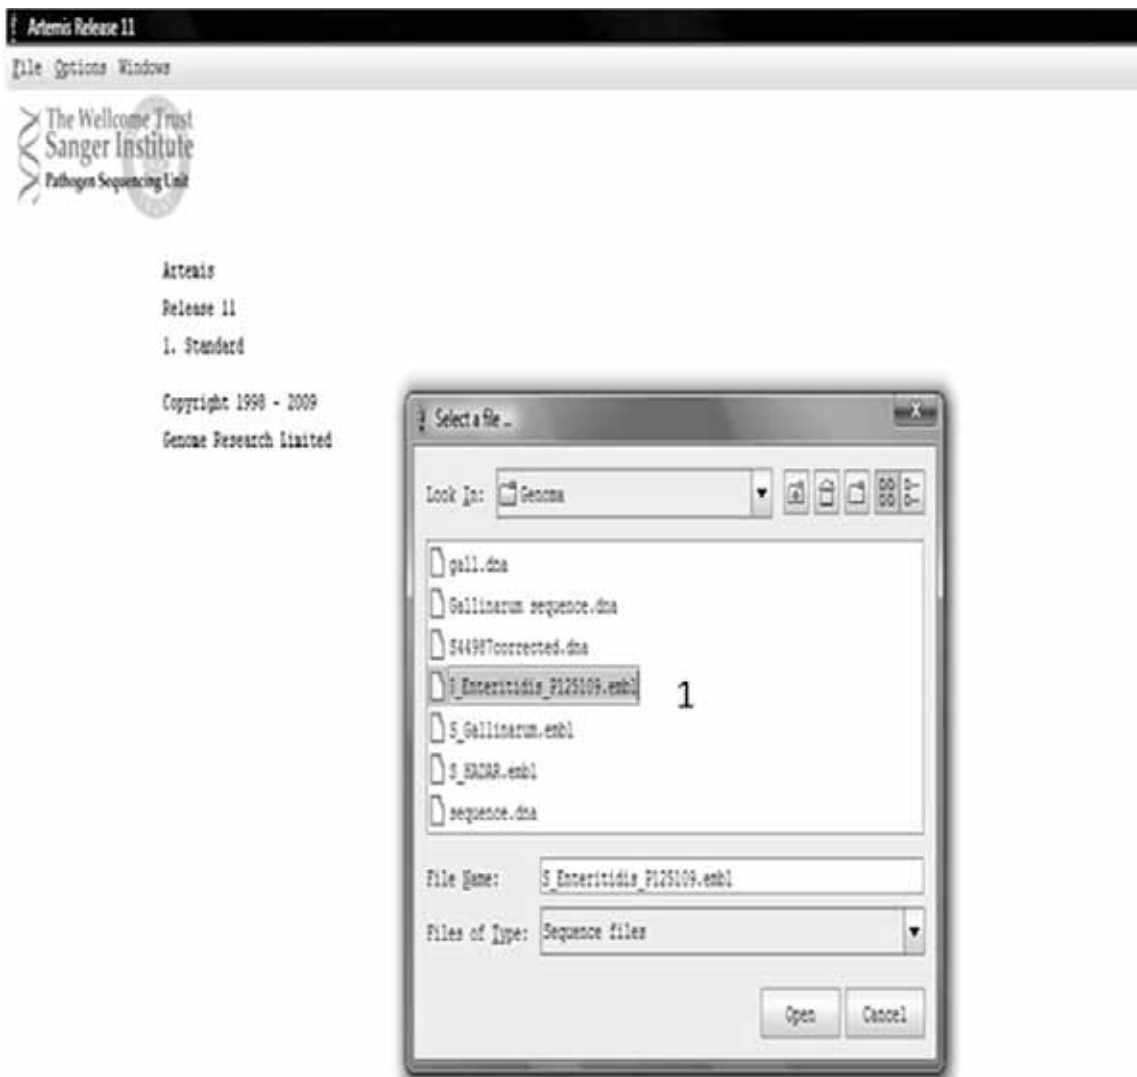 Artemis Release 11
File Options Windows
The Wellcome Trust
Sanger Institute
Pathogen Sequencing Unit
Artemis
Release 11
1. Standard
Copyright 1998 - 2009
Genome Research Limited
Select a file ...
Look In: Genoma
gall.dna
Gallinarum sequence.dna
S44987corrected.dna
S_Enteritidis_P125109.embl
1
S_Gallinarum.embl
S_HADAR.embl
sequence.dna
File Name: S_Enteritidis_P125109.embl
Files of Type: Sequence files
Open Cancel